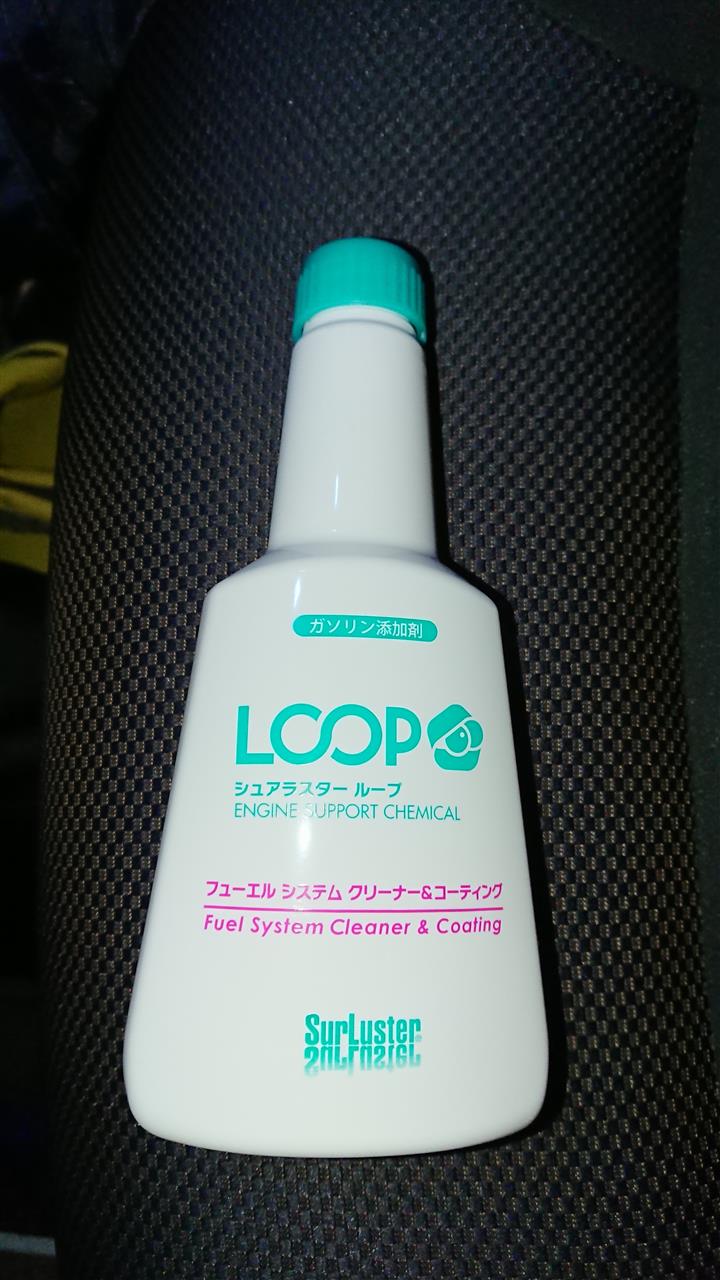 ガソリン添加剤
LOOP
シュアラスター ループ
ENGINE SUPPORT CHEMICAL
フューエル システム クリーナー&コーティング
Fuel System Cleaner & Coating
SurLuster